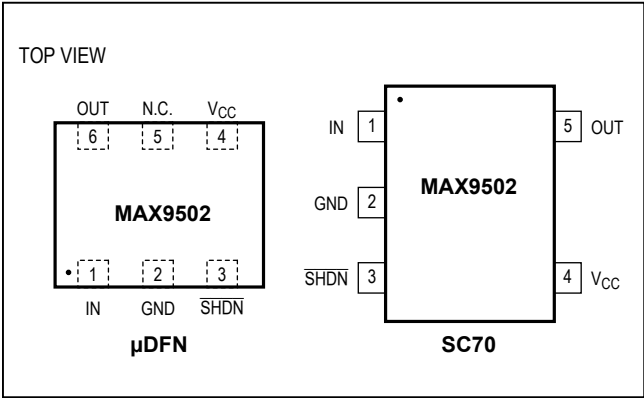 TOP VIEW
OUT N.C. VCC
6 5 4
MAX9502
1 2 3
IN GND SHDN
µDFN
IN 1
GND 2
SHDN 3
MAX9502
5 OUT
4 VCC
SC70